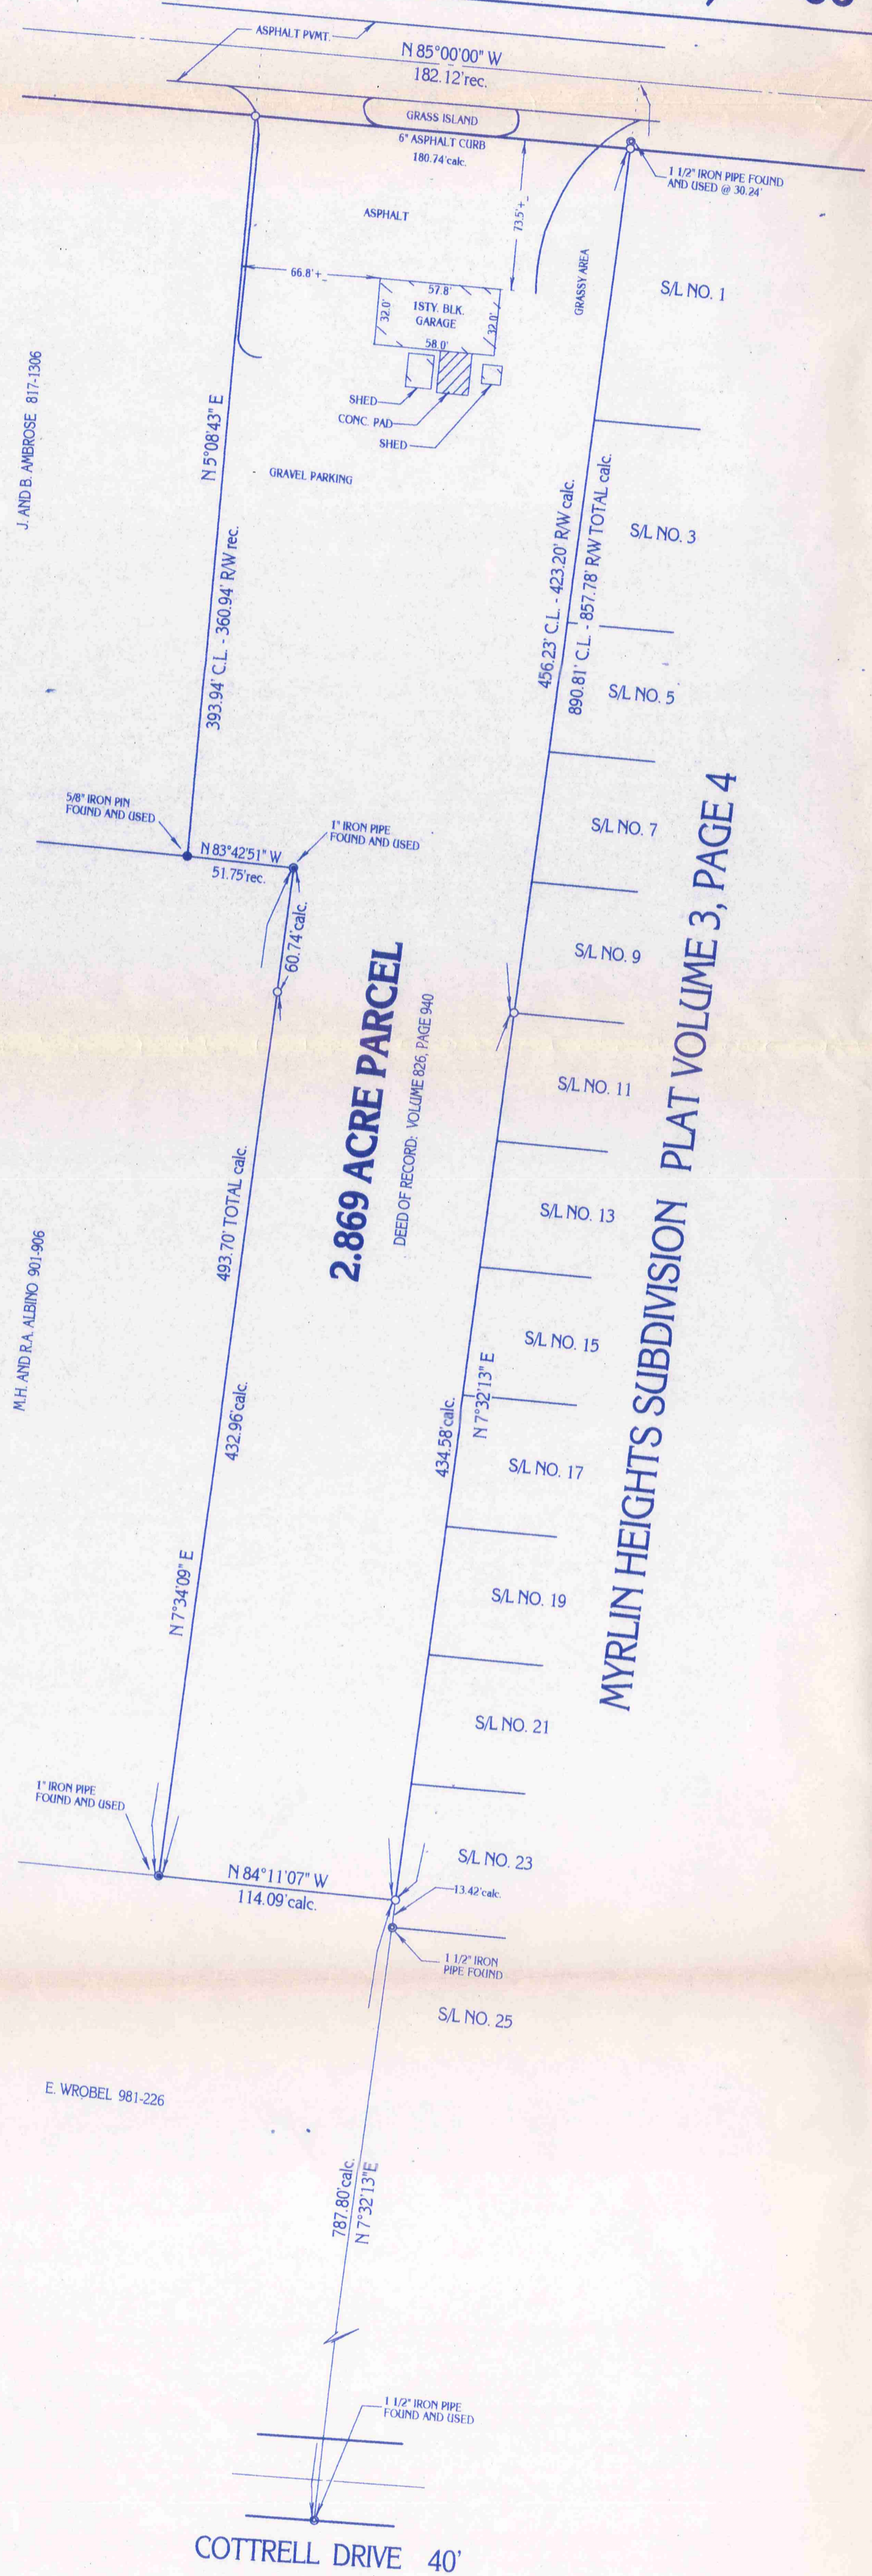 ASPHALT PVMT.
N 85°00'00" W
182.12'rec.
GRASS ISLAND
6" ASPHALT CURB
180.74'calc.
1 1/2" IRON PIPE FOUND
AND USED @ 30.24'
ASPHALT
73.5'+_
66.8'+_
GRASSY AREA
S/L NO. 1
57.8'
32.0'
1STY. BLK.
GARAGE
32.0'
58.0'
SHED
CONC. PAD
SHED
J. AND B. AMBROSE 817-1306
N 5°08'43" E
GRAVEL PARKING
393.94' C.L. - 360.94' R/W rec.
456.23' C.L. - 423.20' R/W calc.
890.81' C.L. - 857.78' R/W TOTAL calc.
S/L NO. 3
S/L NO. 5
S/L NO. 7
5/8" IRON PIN
FOUND AND USED
1" IRON PIPE
FOUND AND USED
N 83°42'51" W
51.75'rec.
60.74'calc.
S/L NO. 9
2.869 ACRE PARCEL
DEED OF RECORD: VOLUME 826, PAGE 940
MYRLIN HEIGHTS SUBDIVISION PLAT VOLUME 3, PAGE 4
S/L NO. 11
M.H. AND R.A. ALBINO 901-906
493.70' TOTAL calc.
S/L NO. 13
S/L NO. 15
432.96'calc.
434.58'calc.
N 7°32'13" E
S/L NO. 17
N 7°34'09" E
S/L NO. 19
S/L NO. 21
1" IRON PIPE
FOUND AND USED
S/L NO. 23
N 84°11'07" W
114.09'calc.
13.42'calc.
1 1/2" IRON
PIPE FOUND
S/L NO. 25
E. WROBEL 981-226
787.80'calc.
N 7°32'13"E
1 1/2" IRON PIPE
FOUND AND USED
COTTRELL DRIVE 40'